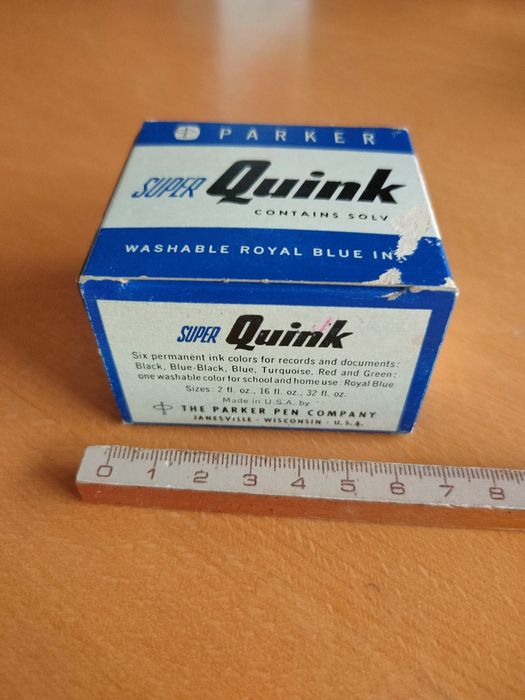 PARKER
SUPER Quink
CONTAINS SOLV
WASHABLE ROYAL BLUE IN
SUPER Quink
Six permanent ink colors for records and documents:
Black, Blue-Black, Blue, Turquoise, Red and Green;
one washable color for school and home use: Royal Blue
Sizes: 2 fl. oz., 16 fl. oz., 32 fl. oz.
Made in U.S.A. by
THE PARKER PEN COMPANY
JANESVILLE - WISCONSIN - U.S.A.
0 1 2 3 4 5 6 7 8